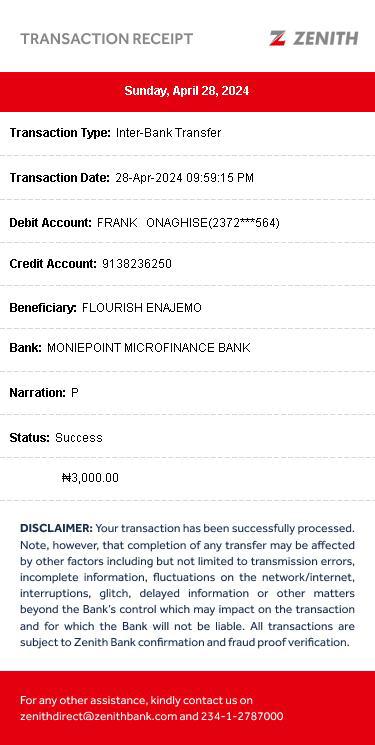 TRANSACTION RECEIPT
ZENITH
Sunday, April 28, 2024
Transaction Type: Inter-Bank Transfer
Transaction Date: 28-Apr-2024 09:59:15 PM
Debit Account: FRANK ONAGHISE(2372***564)
Credit Account: 9138236250
Beneficiary: FLOURISH ENAJEMO
Bank: MONIEPOINT MICROFINANCE BANK
Narration: P
Status: Success
₦3,000.00
DISCLAIMER: Your transaction has been successfully processed.
Note, however, that completion of any transfer may be affected
by other factors including but not limited to transmission errors,
incomplete information, fluctuations on the network/internet,
interruptions, glitch, delayed information or other matters
beyond the Bank's control which may impact on the transaction
and for which the Bank will not be liable. All transactions are
subject to Zenith Bank confirmation and fraud proof verification.
For any other assistance, kindly contact us on
zenithdirect@zenithbank.com and 234-1-2787000